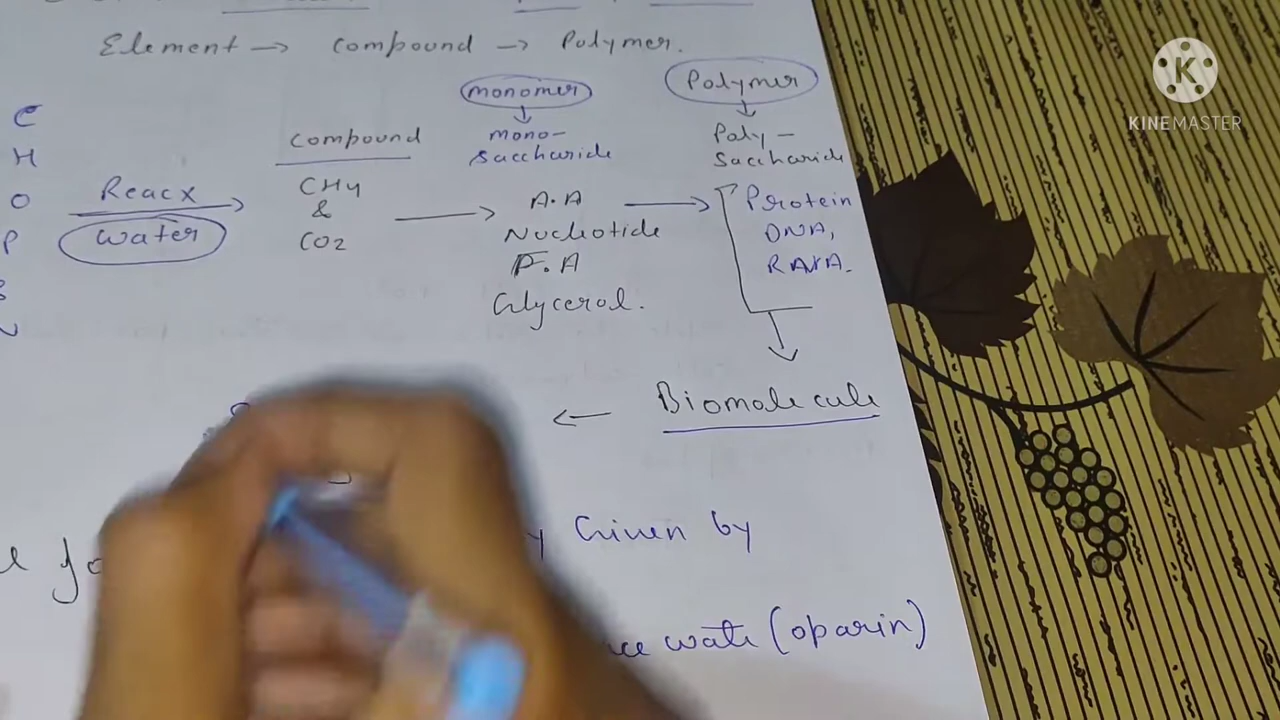 Element → Compound → Polymer.
monomer
Polymer
C
H
O
P
Reacx
Water
Compound
CH4
&
CO2
mono-
saccharide
A.A
Nucleotide
F.A
Glycerol.
Poly-
Saccharide
Protein
DNA,
RNA.
← Biomolecule
Given by
(oparin)
KINEMASTER